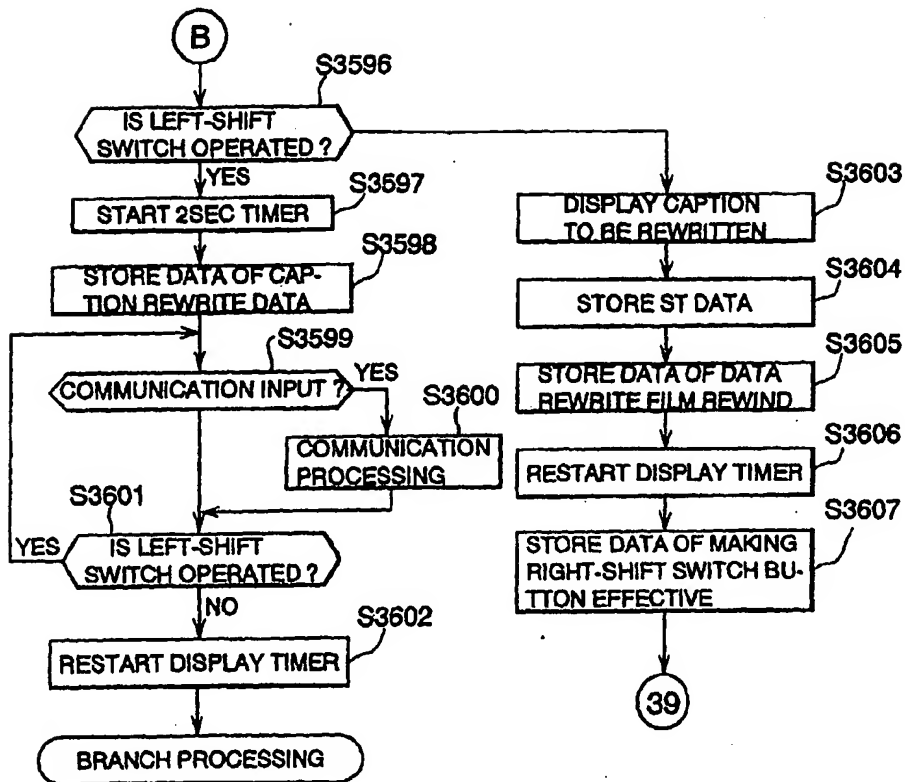 B
S3596
IS LEFT-SHIFT
SWITCH OPERATED ?
YES
S3597
START 2SEC TIMER
S3598
STORE DATA OF CAP-
TION REWRITE DATA
S3599
COMMUNICATION INPUT ?
YES
S3600
COMMUNICATION
PROCESSING
S3601
YES
IS LEFT-SHIFT
SWITCH OPERATED ?
NO
S3602
RESTART DISPLAY TIMER
BRANCH PROCESSING
S3603
DISPLAY CAPTION
TO BE REWRITTEN
S3604
STORE ST DATA
S3605
STORE DATA OF DATA
REWRITE FILM REWIND
S3606
RESTART DISPLAY TIMER
S3607
STORE DATA OF MAKING
RIGHT-SHIFT SWITCH BU-
TTON EFFECTIVE
39